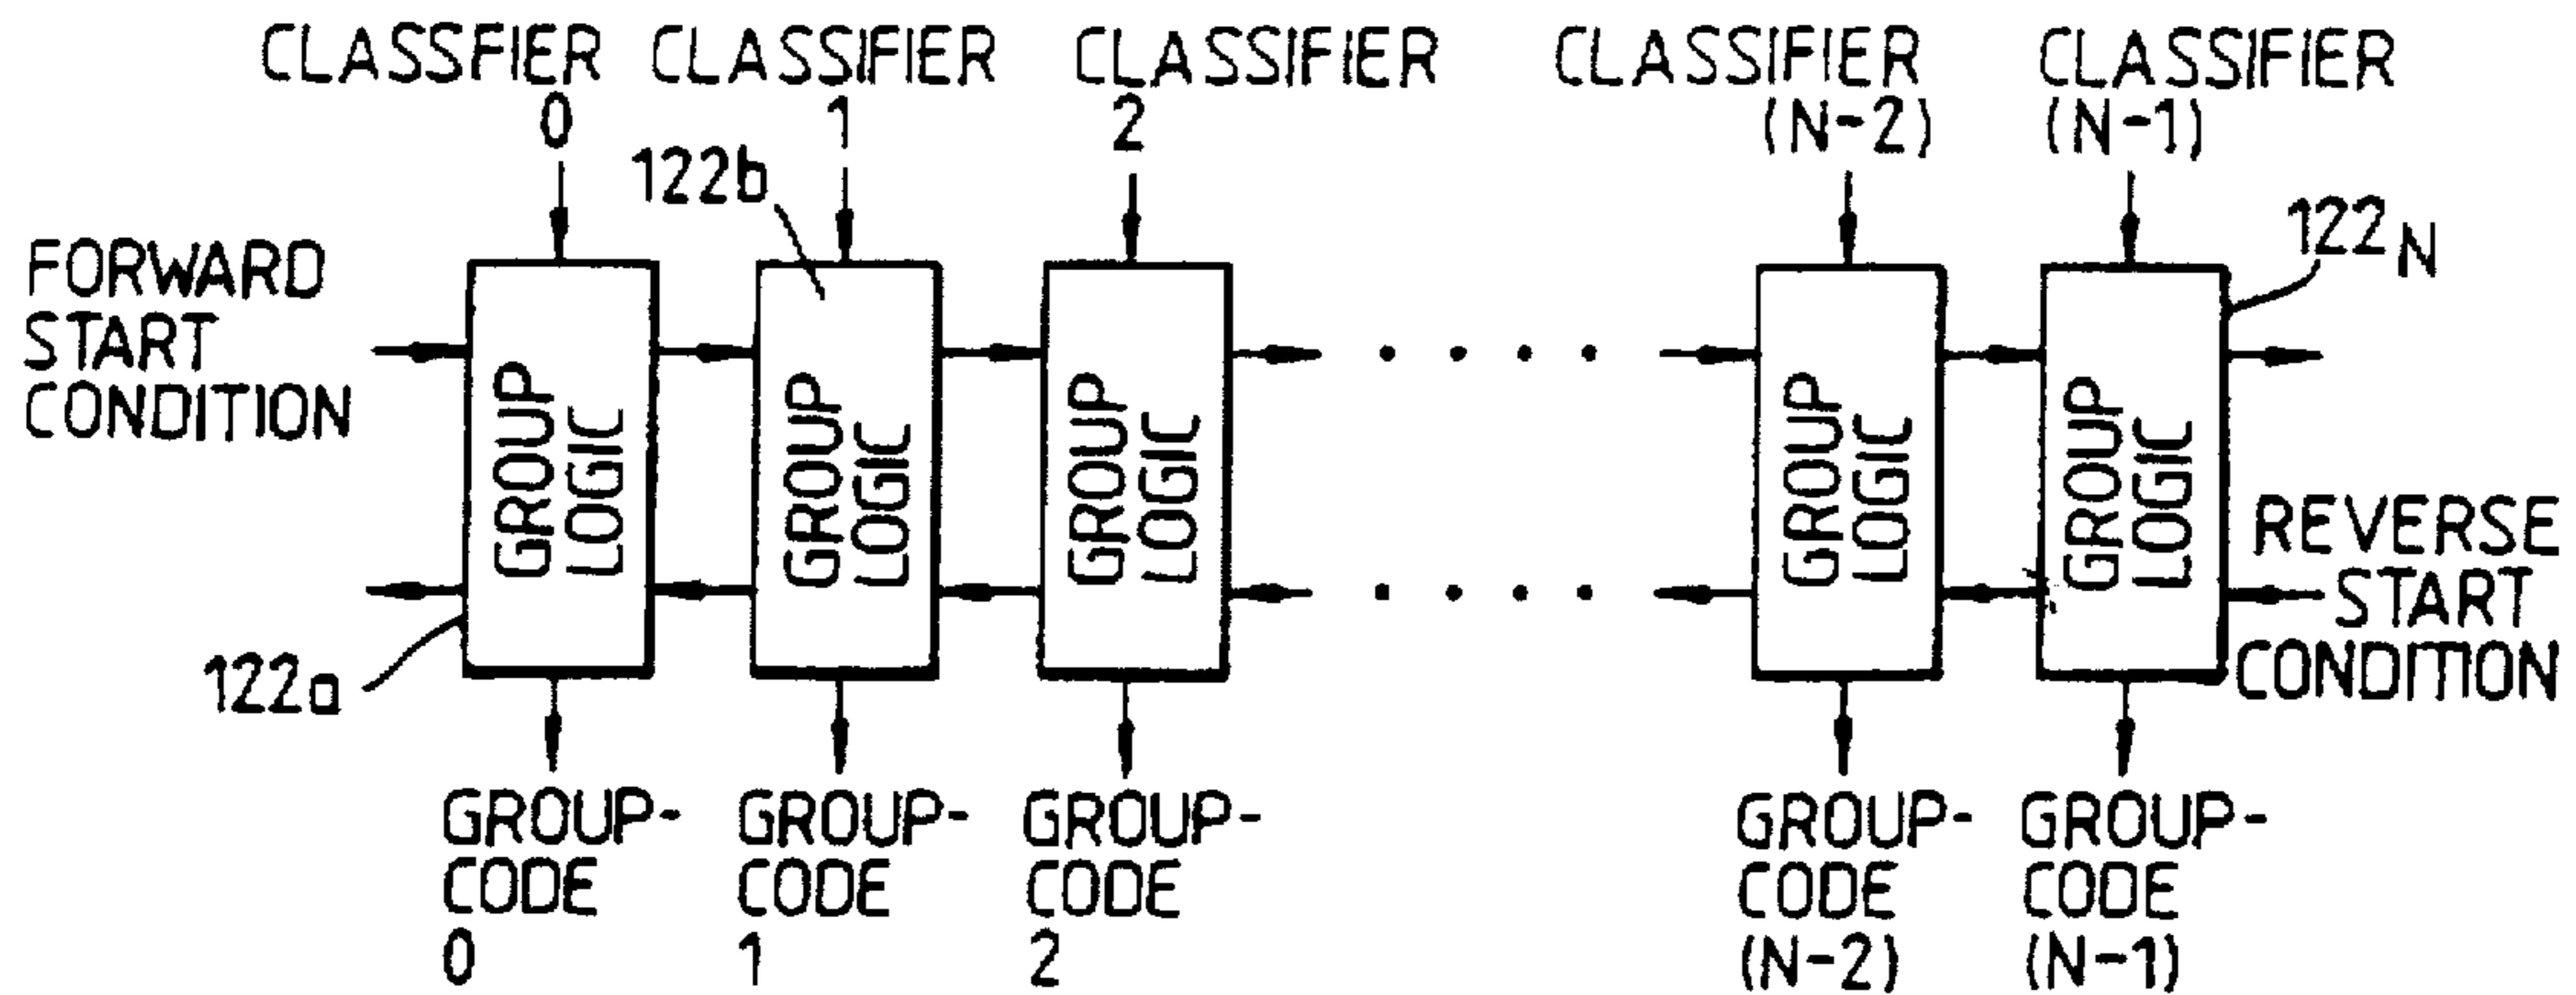 CLASSFIER
0
CLASSIFIER
1
CLASSIFIER
2
CLASSIFIER
(N-2)
CLASSIFIER
(N-1)
122b
122N
FORWARD
START
CONDITION
GROUP
LOGIC
GROUP
LOGIC
GROUP
LOGIC
GROUP
LOGIC
GROUP
LOGIC
REVERSE
START
CONDITION
122a
GROUP-
CODE
0
GROUP-
CODE
1
GROUP-
CODE
2
GROUP-
CODE
(N-2)
GROUP-
CODE
(N-1)